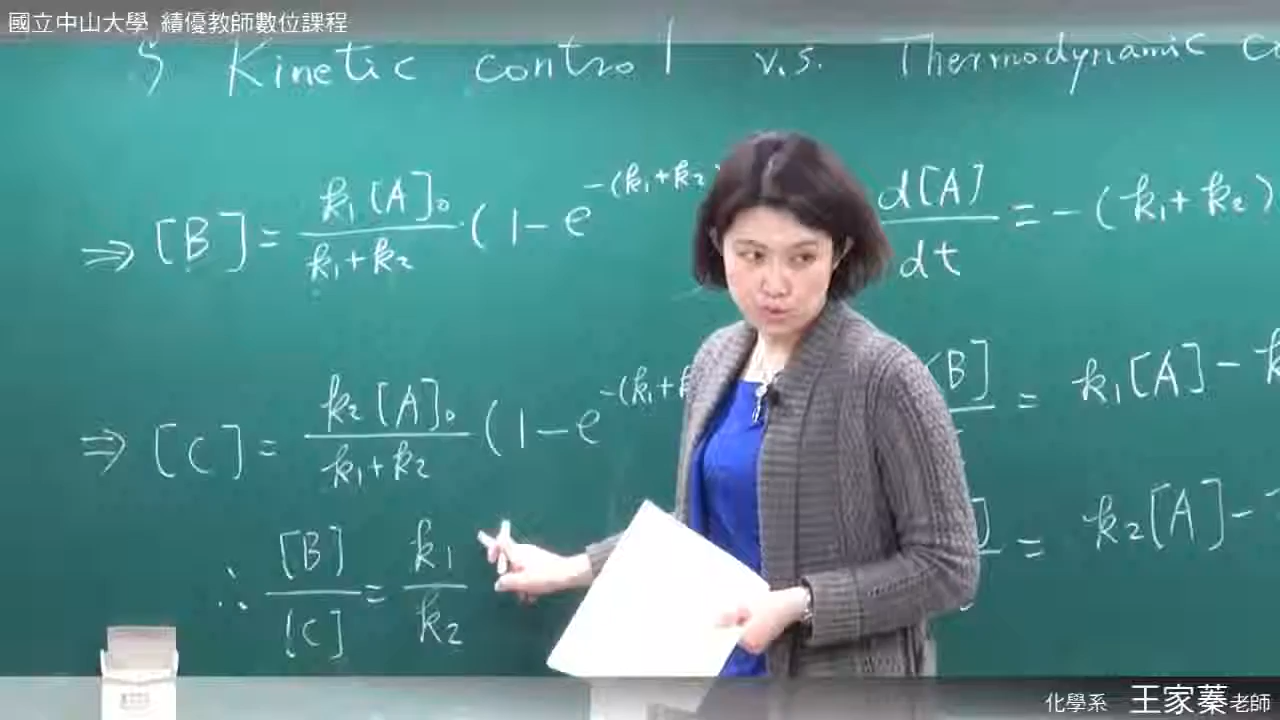 國立中山大學 績優教師數位課程
§ Kinetic control v.s. Thermodynamic
⇒ [B] = k₁[A]₀ / k₁+k₂ (1-e^-(k₁+k₂)
d[A] / dt = -(k₁+k₂)
⇒ [C] = k₂[A]₀ / k₁+k₂ (1-e^-(k₁+k
[B] = k₁[A] -
∴ [B] / [C] = k₁ / k₂
] = k₂[A] -
化學系 王家蓁老師